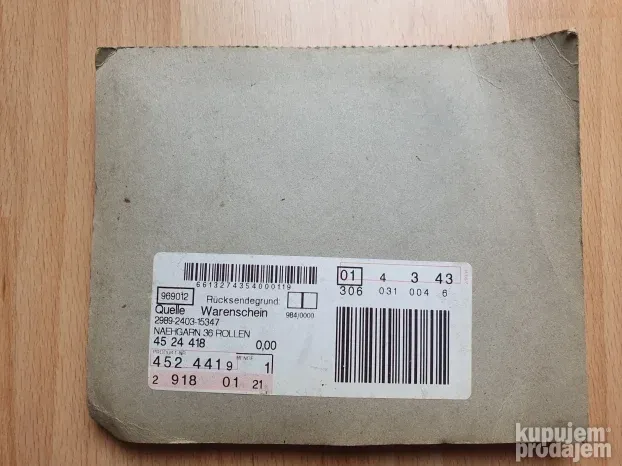 6613274354000119
01 4 3 43
969012 Rücksendegrund:
306 031 004 6
984/0000
Quelle Warenschein
2989-2403-15347
NAEHGARN 36 ROLLEN
45 24 418 0,00
452 4419 1
2 918 01 21
kupujem
prodajem